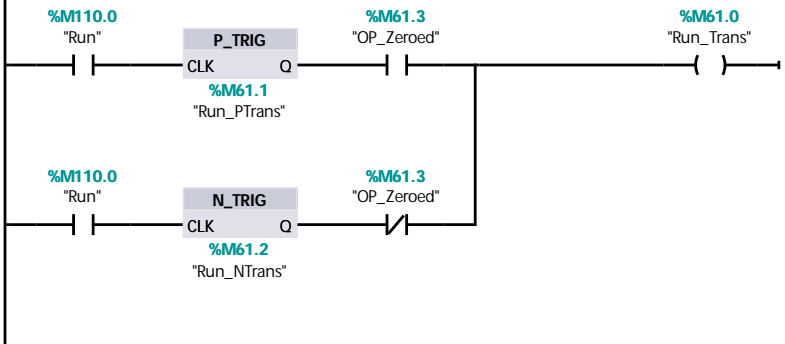 %M110.0 %M61.3 %M61.0
"Run" P_TRIG "OP_Zeroed" "Run_Trans"
CLK Q
%M61.1
"Run_PTrans"
%M110.0 %M61.3
"Run" N_TRIG "OP_Zeroed"
CLK Q
%M61.2
"Run_NTrans"